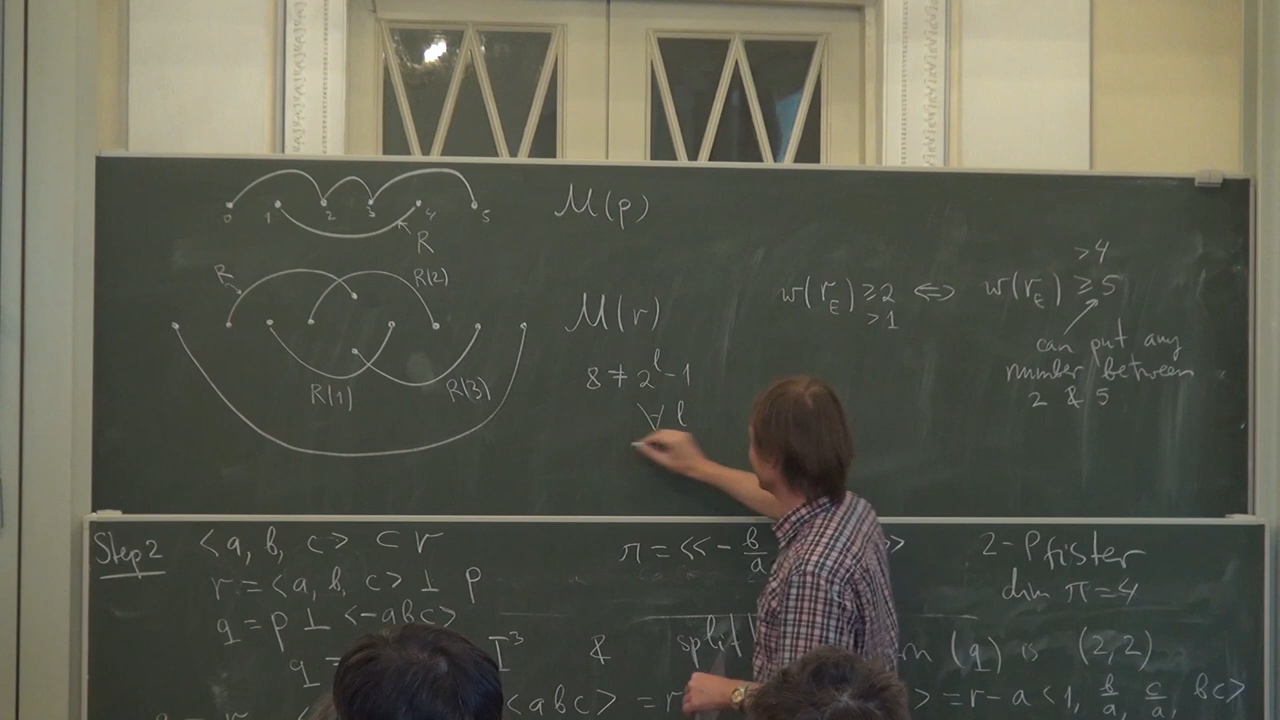 0 1 2 3 4 5
R
M(p)
R R(2)
R(1) R(3)
M(r)
8 ≠ 2^l - 1
∀ l
> 4
w(r_E) ≥ 2 ⇔ w(r_E) ≥ 5
> 1
can put any
number between
2 & 5
Step 2 <a, b, c> ⊂ r
r = <a, b, c> ⊥ p
q = p ⊥ <-abc>
q I^3 & split is (2,2)
π = << - b/a >>
2-Pfister
dim π = 4
<abc> = r > = r - a <1, b/a, c/a, bc>